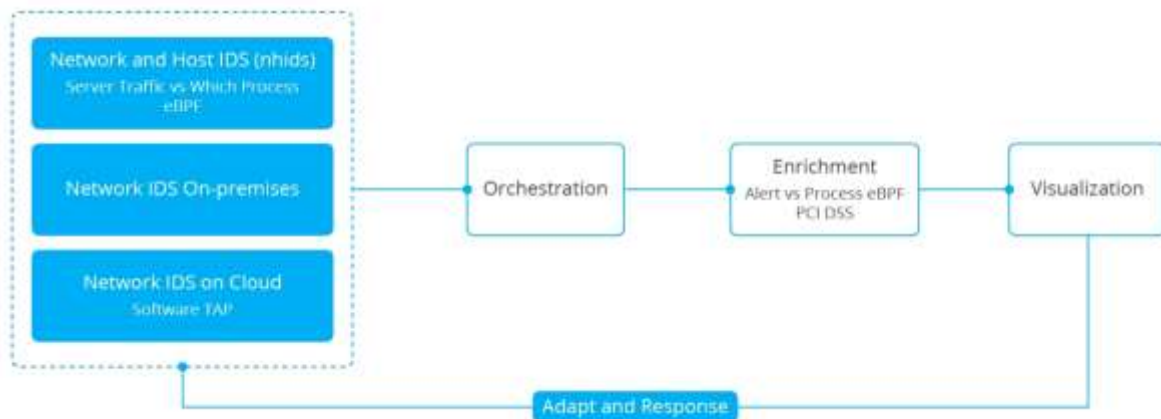 Network and Host IDS (nhids)
Server Traffic vs Which Process
eBPF
Network IDS On-premises
Network IDS on Cloud
Software TAP
Orchestration
Enrichment
Alert vs Process eBPF
PCI DSS
Visualization
Adapt and Response